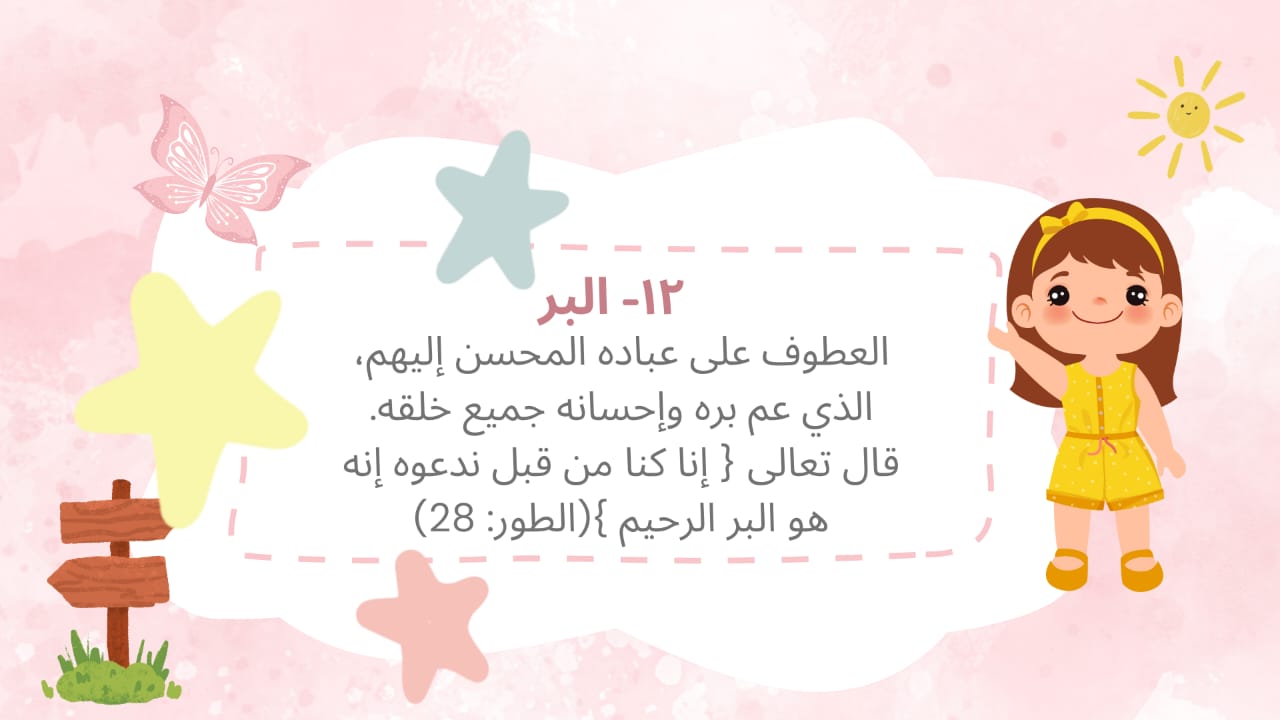 ١٢- البر
العطوف على عباده المحسن إليهم،
الذي عم بره وإحسانه جميع خلقه.
قال تعالى { إنا كنا من قبل ندعوه إنه
هو البر الرحيم }(الطور: 28)